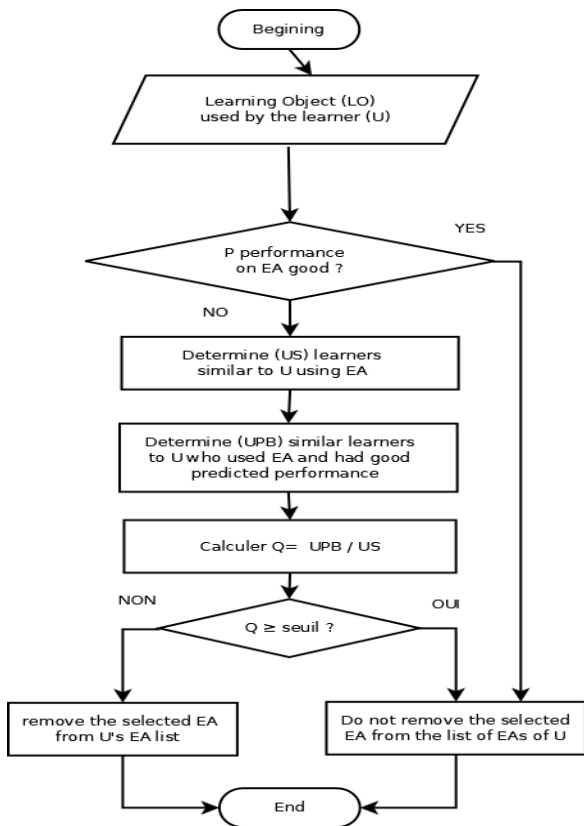 Begining
Learning Object (LO)
used by the learner (U)
YES
P performance
on EA good ?
NO
Determine (US) learners
similar to U using EA
Determine (UPB) similar learners
to U who used EA and had good
predicted performance
Calculer Q= UPB / US
NON
OUI
Q ≥ seuil ?
remove the selected EA
from U's EA list
Do not remove the selected
EA from the list of EAs of U
End